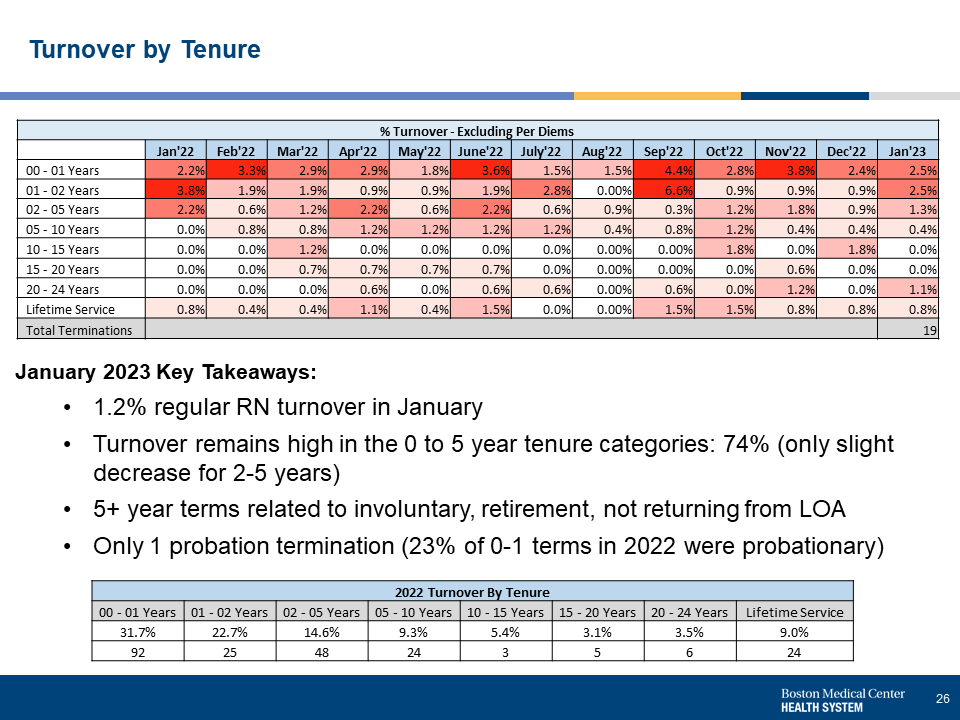 Turnover by Tenure
% Turnover - Excluding Per Diems
Jan'22 Feb'22 Mar'22 Apr'22 May'22 June'22 July'22 Aug'22 Sep'22 Oct'22 Nov'22 Dec'22 Jan'23
00 - 01 Years 2.2% 3.3% 2.9% 2.9% 1.8% 3.6% 1.5% 1.5% 4.4% 2.8% 3.8% 2.4% 2.5%
01 - 02 Years 3.8% 1.9% 1.9% 0.9% 0.9% 1.9% 2.8% 0.00% 6.6% 0.9% 0.9% 0.9% 2.5%
02 - 05 Years 2.2% 0.6% 1.2% 2.2% 0.6% 2.2% 0.6% 0.9% 0.3% 1.2% 1.8% 0.9% 1.3%
05 - 10 Years 0.0% 0.8% 0.8% 1.2% 1.2% 1.2% 1.2% 0.4% 0.8% 1.2% 0.4% 0.4% 0.4%
10 - 15 Years 0.0% 0.0% 1.2% 0.0% 0.0% 0.0% 0.0% 0.00% 0.00% 1.8% 0.0% 1.8% 0.0%
15 - 20 Years 0.0% 0.0% 0.7% 0.7% 0.7% 0.7% 0.0% 0.00% 0.00% 0.0% 0.6% 0.0% 0.0%
20 - 24 Years 0.0% 0.0% 0.0% 0.6% 0.0% 0.6% 0.6% 0.00% 0.6% 0.0% 1.2% 0.0% 1.1%
Lifetime Service 0.8% 0.4% 0.4% 1.1% 0.4% 1.5% 0.0% 0.00% 1.5% 1.5% 0.8% 0.8% 0.8%
Total Terminations 19
January 2023 Key Takeaways:
• 1.2% regular RN turnover in January
• Turnover remains high in the 0 to 5 year tenure categories: 74% (only slight
decrease for 2-5 years)
• 5+ year terms related to involuntary, retirement, not returning from LOA
• Only 1 probation termination (23% of 0-1 terms in 2022 were probationary)
2022 Turnover By Tenure
00 - 01 Years 01 - 02 Years 02 - 05 Years 05 - 10 Years 10 - 15 Years 15 - 20 Years 20 - 24 Years Lifetime Service
31.7% 22.7% 14.6% 9.3% 5.4% 3.1% 3.5% 9.0%
92 25 48 24 3 5 6 24
Boston Medical Center
HEALTH SYSTEM
26